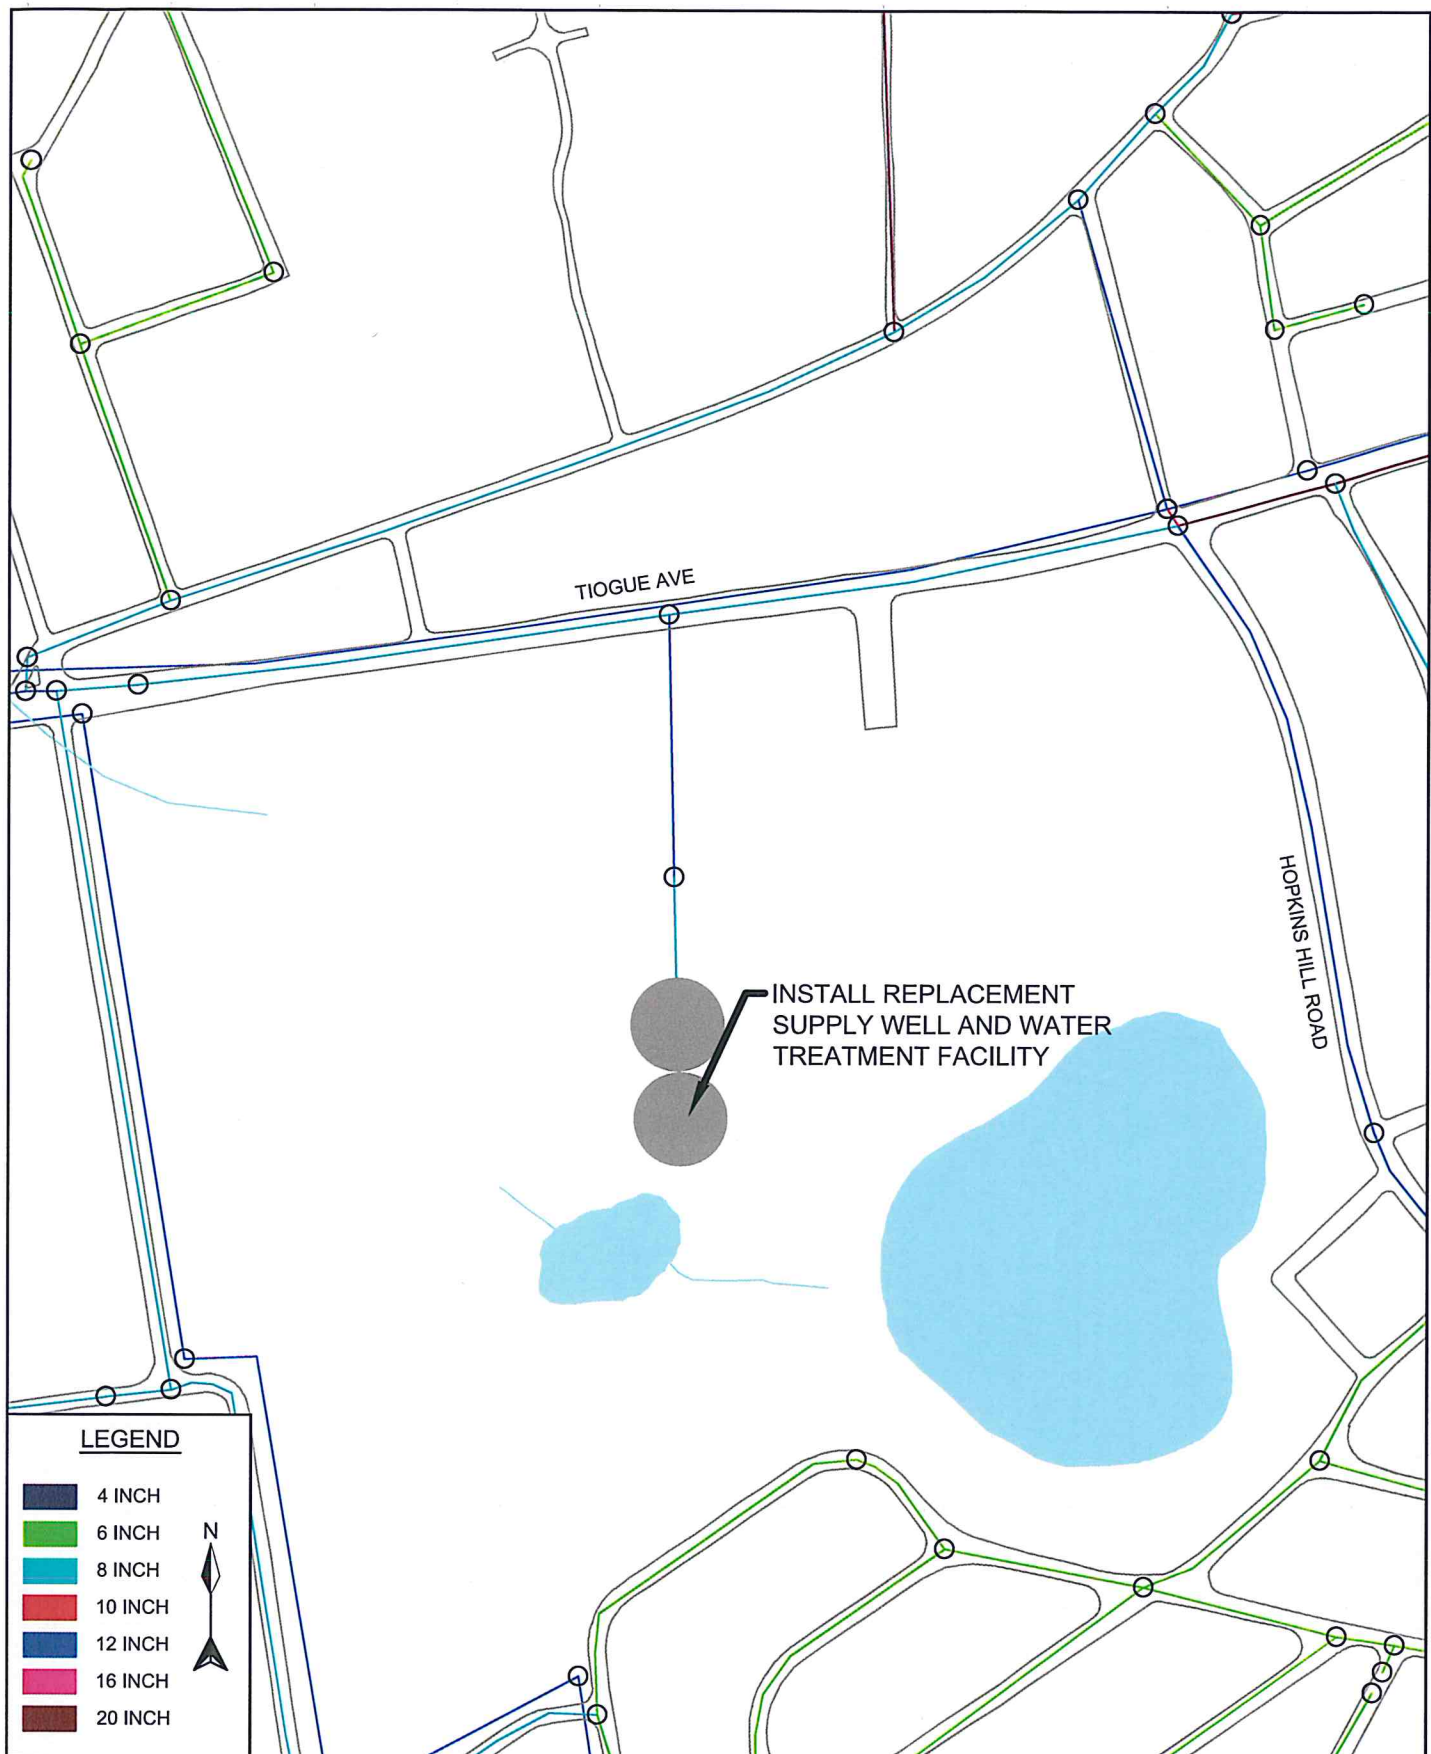 TIOGUE AVE
HOPKINS HILL ROAD
INSTALL REPLACEMENT
SUPPLY WELL AND WATER
TREATMENT FACILITY
LEGEND
4 INCH
6 INCH
8 INCH
10 INCH
12 INCH
16 INCH
20 INCH
N